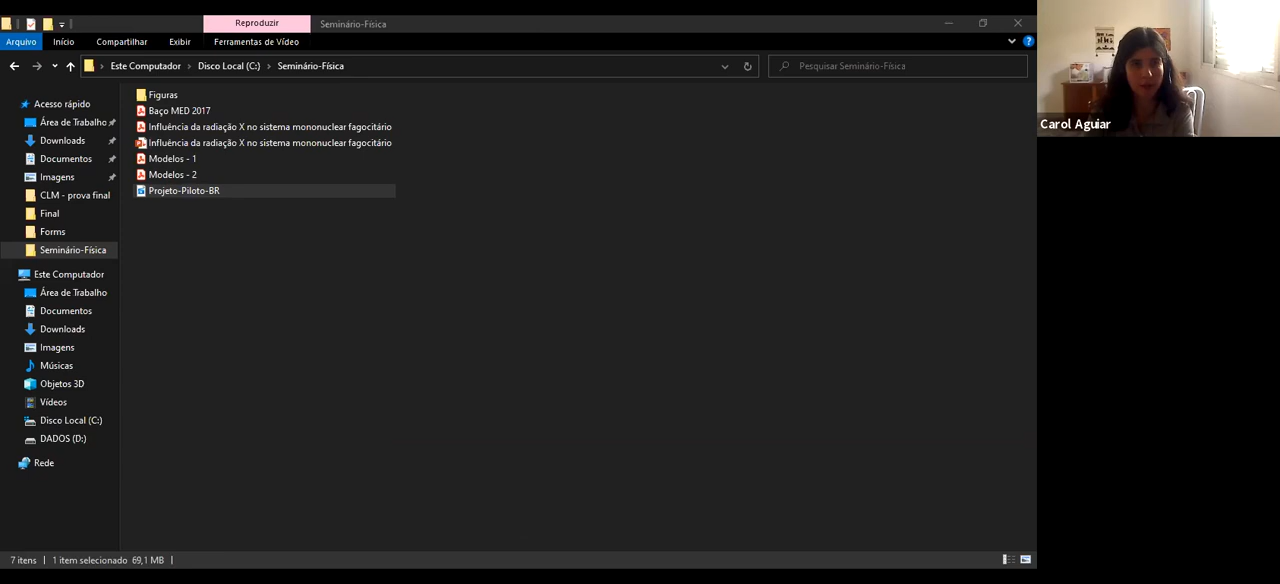 Reproduzir
Seminário-Física
Arquivo
Início
Compartilhar
Exibir
Ferramentas de Vídeo
Este Computador > Disco Local (C:) > Seminário-Física
Pesquisar Seminário-Física
Acesso rápido
Área de Trabalho
Downloads
Documentos
Imagens
CLM - prova final
Final
Forms
Seminário-Física
Este Computador
Área de Trabalho
Documentos
Downloads
Imagens
Músicas
Objetos 3D
Vídeos
Disco Local (C:)
DADOS (D:)
Rede
Figuras
Baço MED 2017
Influência da radiação X no sistema mononuclear fagocitário
Influência da radiação X no sistema mononuclear fagocitário
Modelos - 1
Modelos - 2
Projeto-Piloto-BR
7 itens
1 item selecionado 69,1 MB
Carol Aguiar